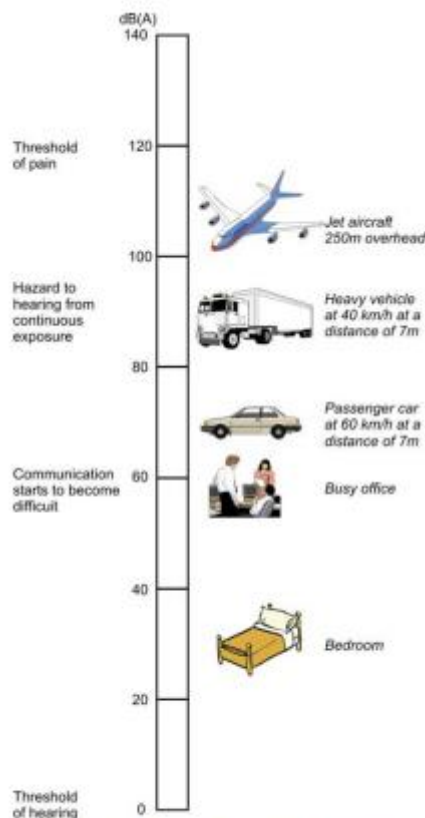 dB(A)
140
Threshold
of pain
120
Jet aircraft
250m overhead
100
Hazard to
hearing from
continuous
exposure
Heavy vehicle
at 40 km/h at a
distance of 7m
80
Passenger car
at 60 km/h at a
distance of 7m
Communication
starts to become
difficuit
60
Busy office
40
Bedroom
20
Threshold
of hearing
0